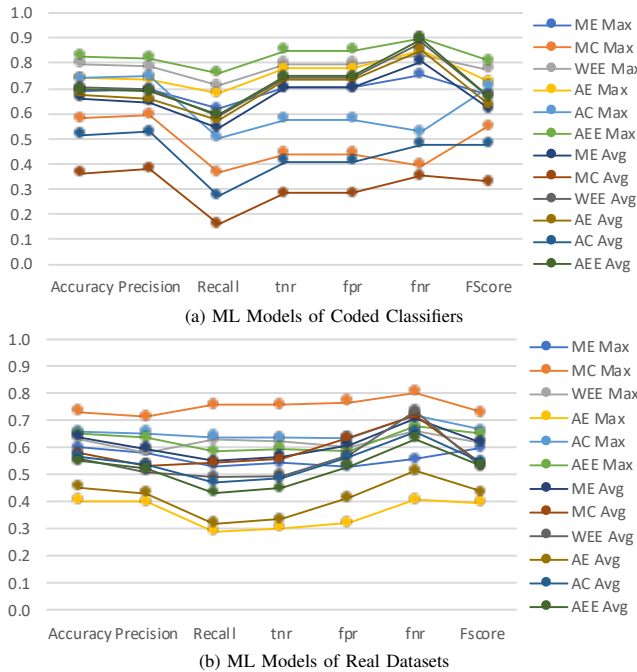 1.0
0.9
0.8
0.7
0.6
0.5
0.4
0.3
0.2
0.1
0.0
Accuracy Precision Recall tnr fpr fnr FScore
ME Max
MC Max
WEE Max
AE Max
AC Max
AEE Max
ME Avg
MC Avg
WEE Avg
AE Avg
AC Avg
AEE Avg
(a) ML Models of Coded Classifiers
1.0
0.9
0.8
0.7
0.6
0.5
0.4
0.3
0.2
0.1
0.0
Accuracy Precision Recall tnr fpr fnr Fscore
ME Max
MC Max
WEE Max
AE Max
AC Max
AEE Max
ME Avg
MC Avg
WEE Avg
AE Avg
AC Avg
AEE Avg
(b) ML Models of Real Datasets